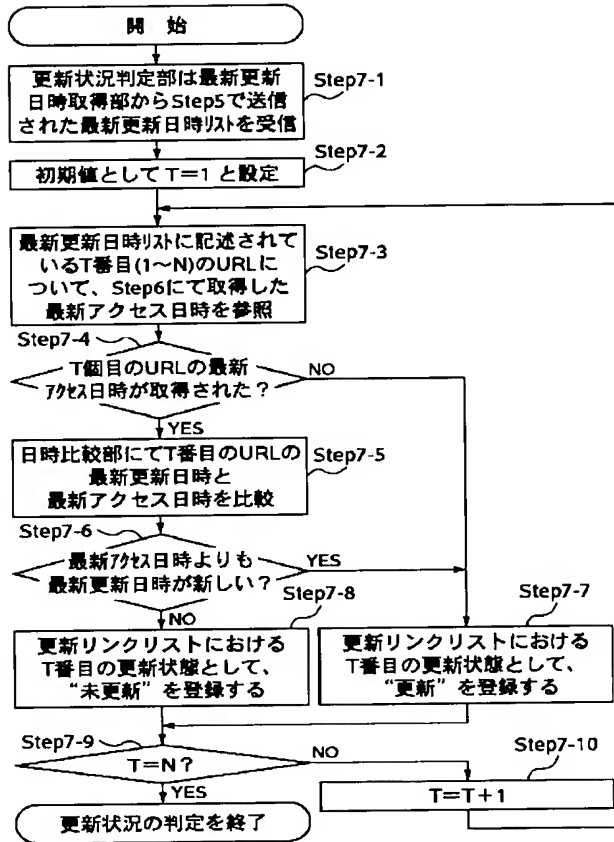 開 始
更新状況判定部は最新更新
日時取得部からStep5で送信
された最新更新日時リストを受信
Step7-1
Step7-2
初期値としてT=1と設定
最新更新日時リストに記述されて
いるT番目(1〜N)のURLに
ついて、Step6にて取得した
最新アクセス日時を参照
Step7-3
Step7-4
T個目のURLの最新
アクセス日時が取得された?
NO
YES
日時比較部にてT番目のURLの
最新更新日時と
最新アクセス日時を比較
Step7-5
Step7-6
最新アクセス日時よりも
最新更新日時が新しい?
YES
NO
Step7-8
Step7-7
更新リンクリストにおける
T番目の更新状態として、
“未更新”を登録する
更新リンクリストにおける
T番目の更新状態として、
“更新”を登録する
Step7-9
T=N?
NO
YES
Step7-10
T=T+1
更新状況の判定を終了